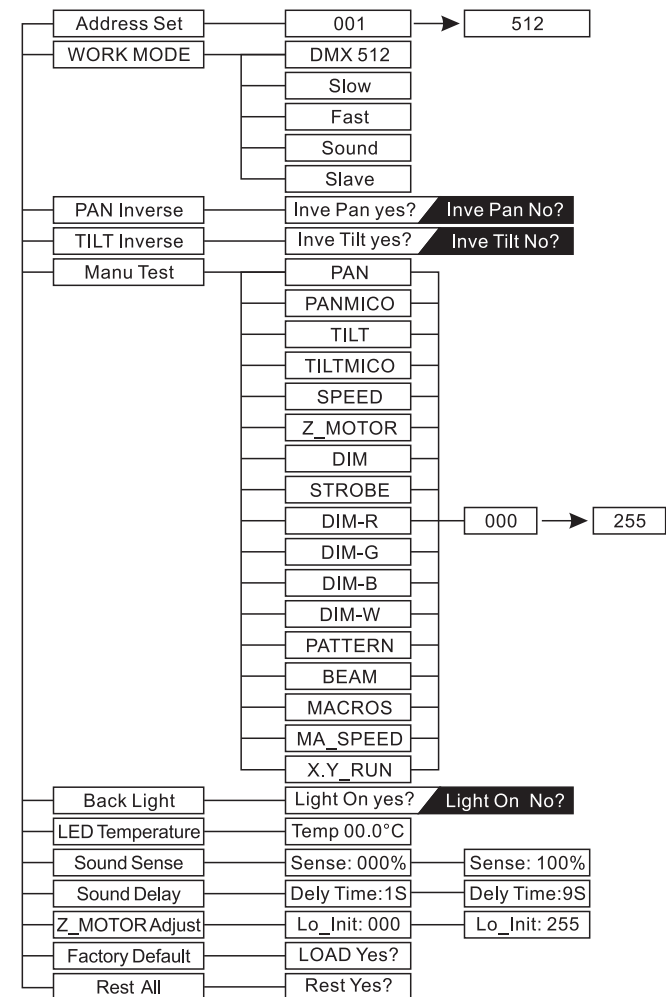 Address Set 001 512
WORK MODE DMX 512
Slow
Fast
Sound
Slave
PAN Inverse Inve Pan yes? Inve Pan No?
TILT Inverse Inve Tilt yes? Inve Tilt No?
Manu Test PAN
PANMICO
TILT
TILTMICO
SPEED
Z_MOTOR
DIM
STROBE
DIM-R 000 255
DIM-G
DIM-B
DIM-W
PATTERN
BEAM
MACROS
MA_SPEED
X.Y_RUN
Back Light Light On yes? Light On No?
LED Temperature Temp 00.0°C
Sound Sense Sense: 000% Sense: 100%
Sound Delay Dely Time:1S Dely Time:9S
Z_MOTOR Adjust Lo_Init: 000 Lo_Init: 255
Factory Default LOAD Yes?
Rest All Rest Yes?